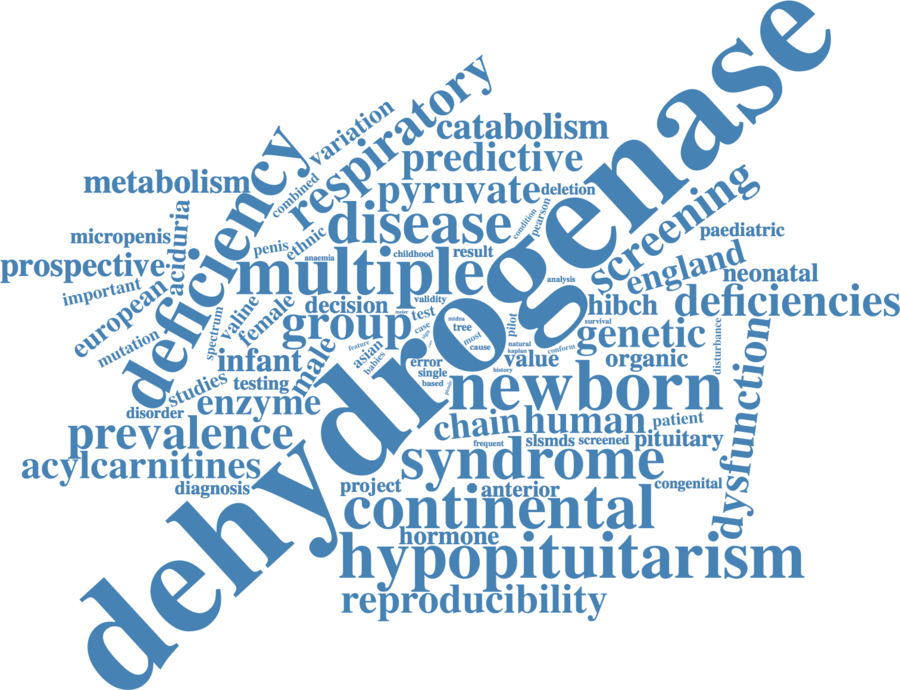 dehydrogenase
respiratory
variation
combined
catabolism
predictive
deficiency
metabolism
pyruvate
deletion
condition
pearson
screening
disease
aciduria
micropenis
penis
ethnic
anaemia
childhood
result
paediatric
prospective
multiple
analysis
england
neonatal
important
european
valine
female
decision
validity
hibch
deficiencies
group
test
mtdna
tree
case
most
cause
pilot
survival
genetic
mutation
spectrum
infant
male
feature
asian
babies
natural
kaplan
conform
value
history
organic
disturbance
error
single
based
studies
testing
enzyme
newborn
disorder
chain
human
patient
prevalence
frequent
slsmds
screened
pituitary
dysfunction
acylcarnitines
syndrome
diagnosis
project
anterior
congenital
continental
hormone
hypopituitarism
reproducibility